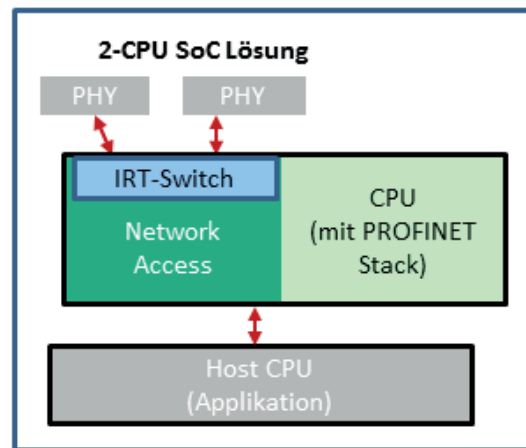 2-CPU SoC Lösung
PHY PHY
IRT-Switch
Network
Access
CPU
(mit PROFINET
Stack)
Host CPU
(Applikation)